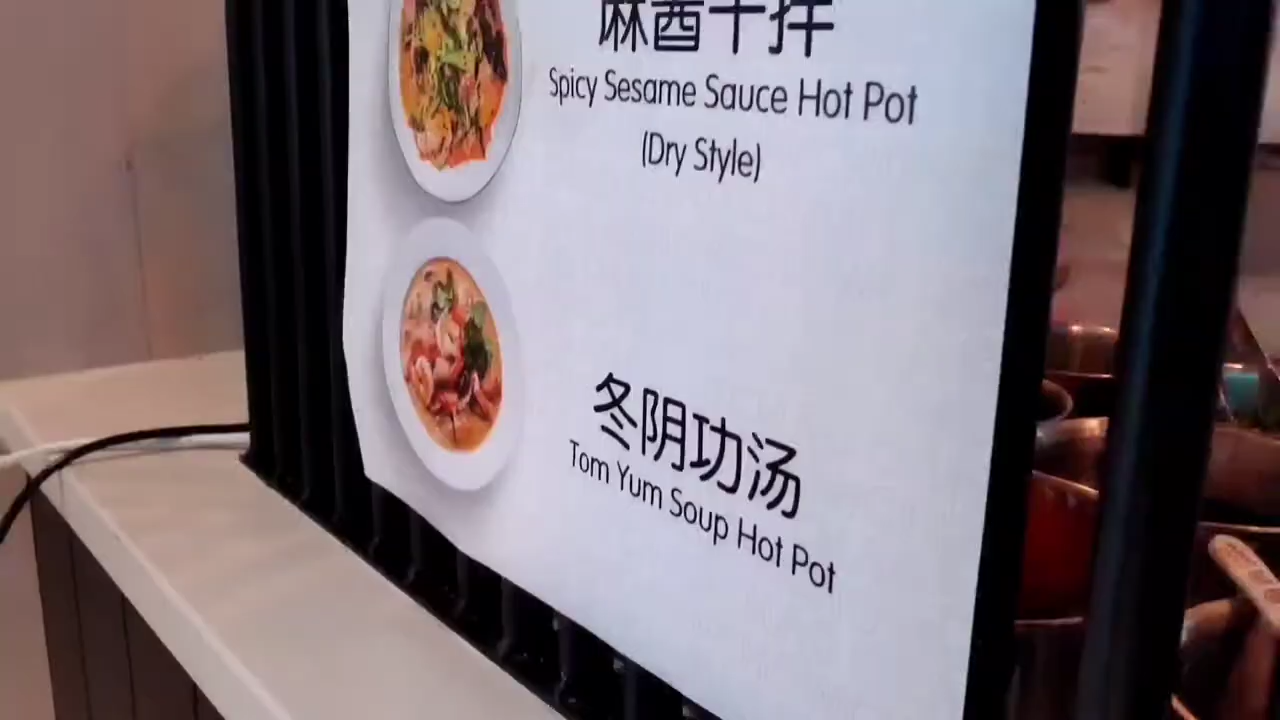 麻酱干拌
Spicy Sesame Sauce Hot Pot
(Dry Style)
冬阴功汤
Tom Yum Soup Hot Pot